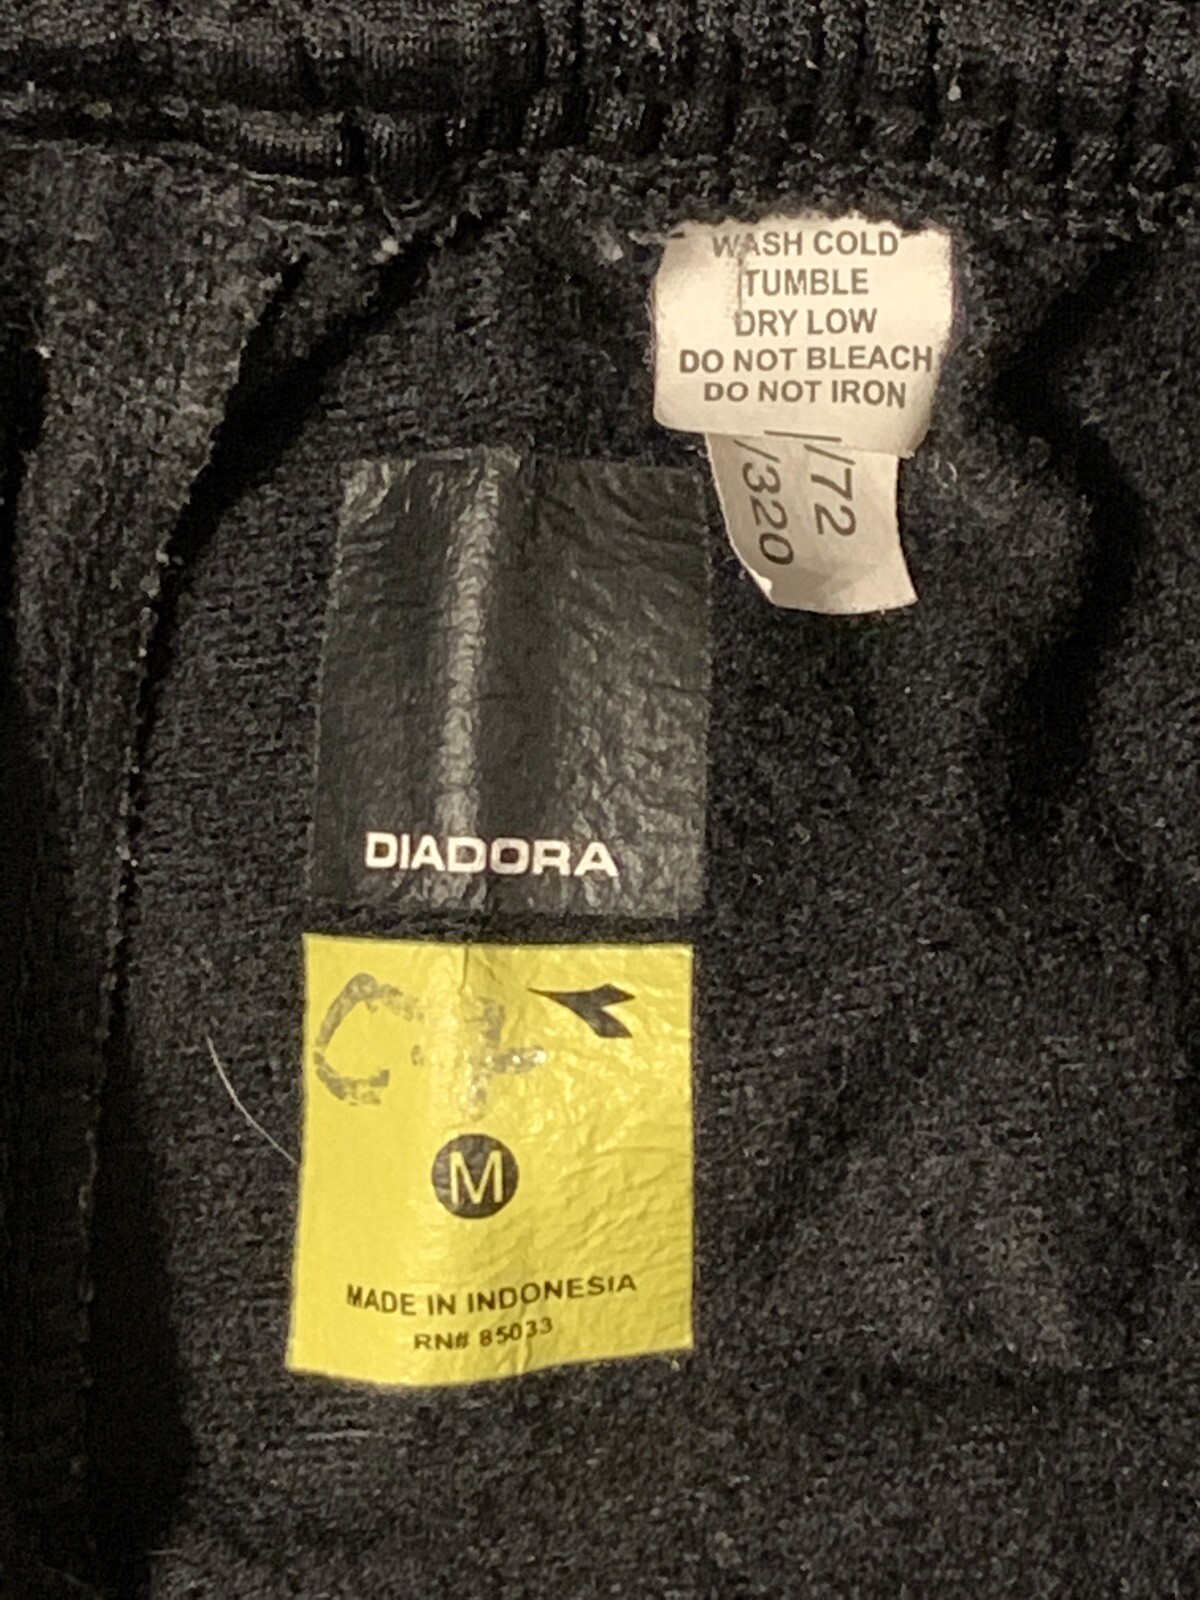 WASH COLD
TUMBLE
DRY LOW
DO NOT BLEACH
DO NOT IRON
/72
/320
DIADORA
M
MADE IN INDONESIA
RN# 85033